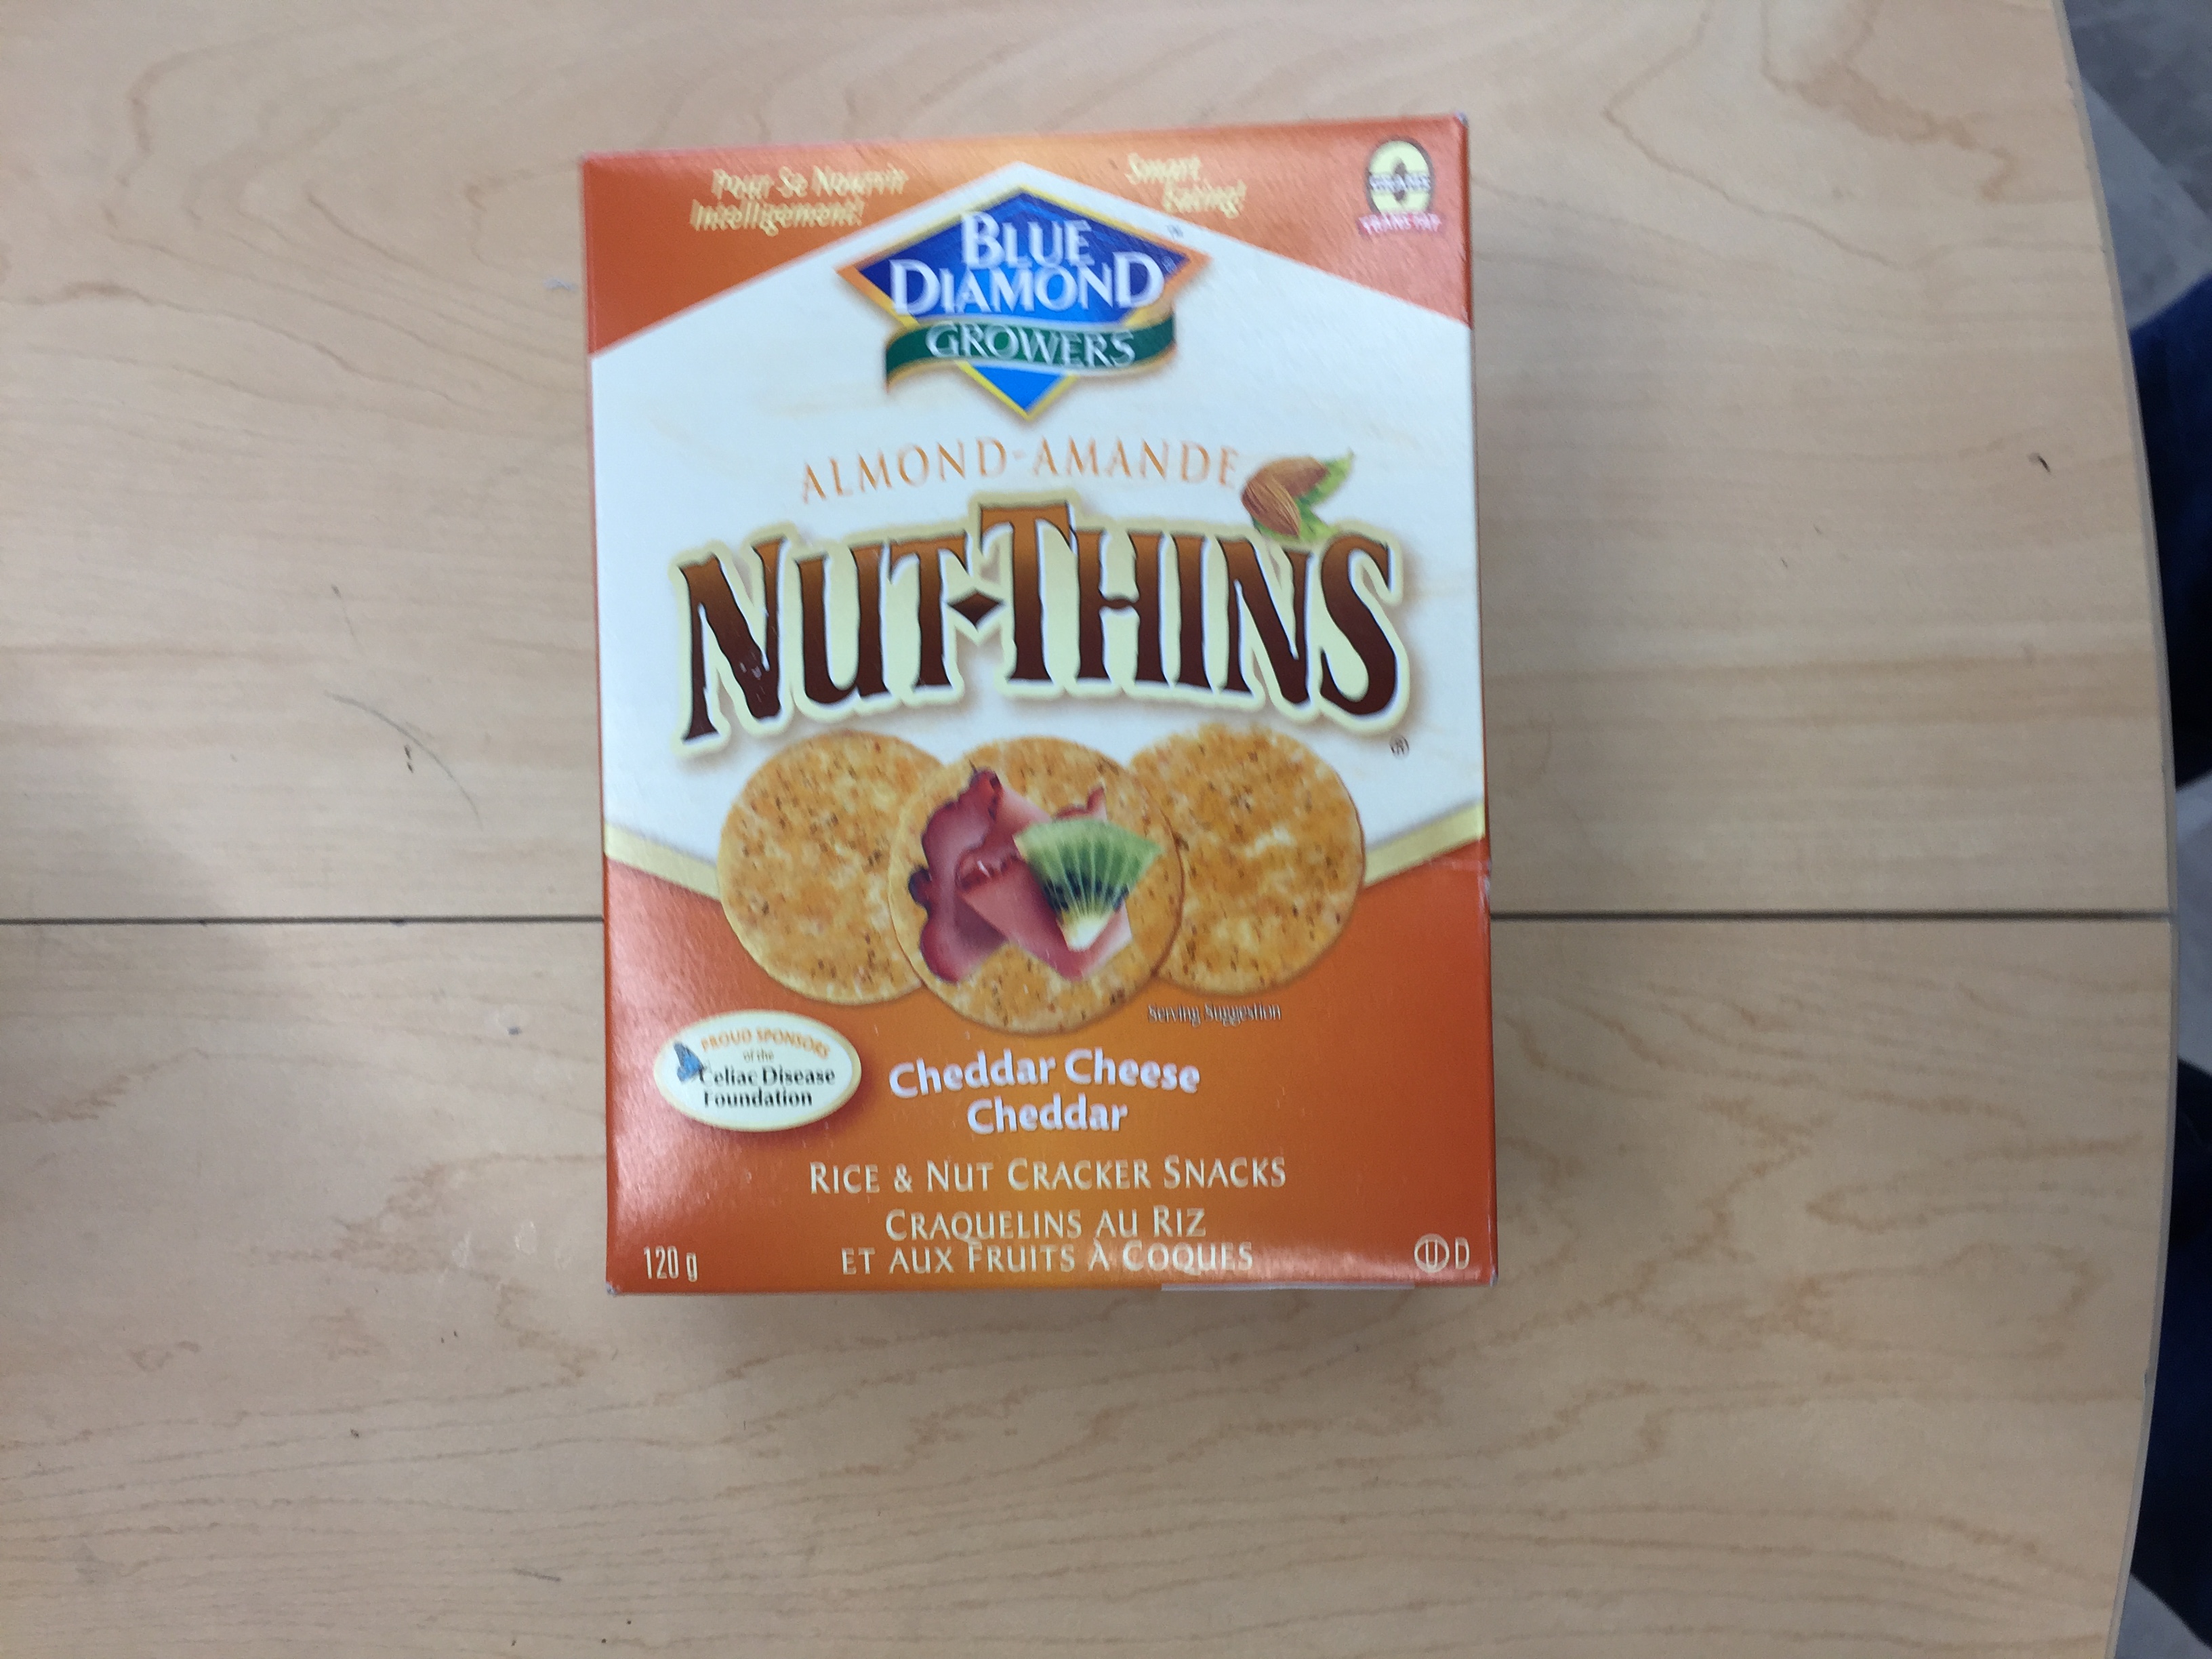 Pour Se Nourrir
Intelligemment!
Smart
Eating!
BLUE
DIAMOND®
GROWERS
ALMOND-AMANDE
NUT-THINS®
Serving Suggestion
PROUD SPONSOR
of the
Celiac Disease
Foundation
Cheddar Cheese
Cheddar
RICE & NUT CRACKER SNACKS
CRAQUELINS AU RIZ
ET AUX FRUITS À COQUES
120 g
UD